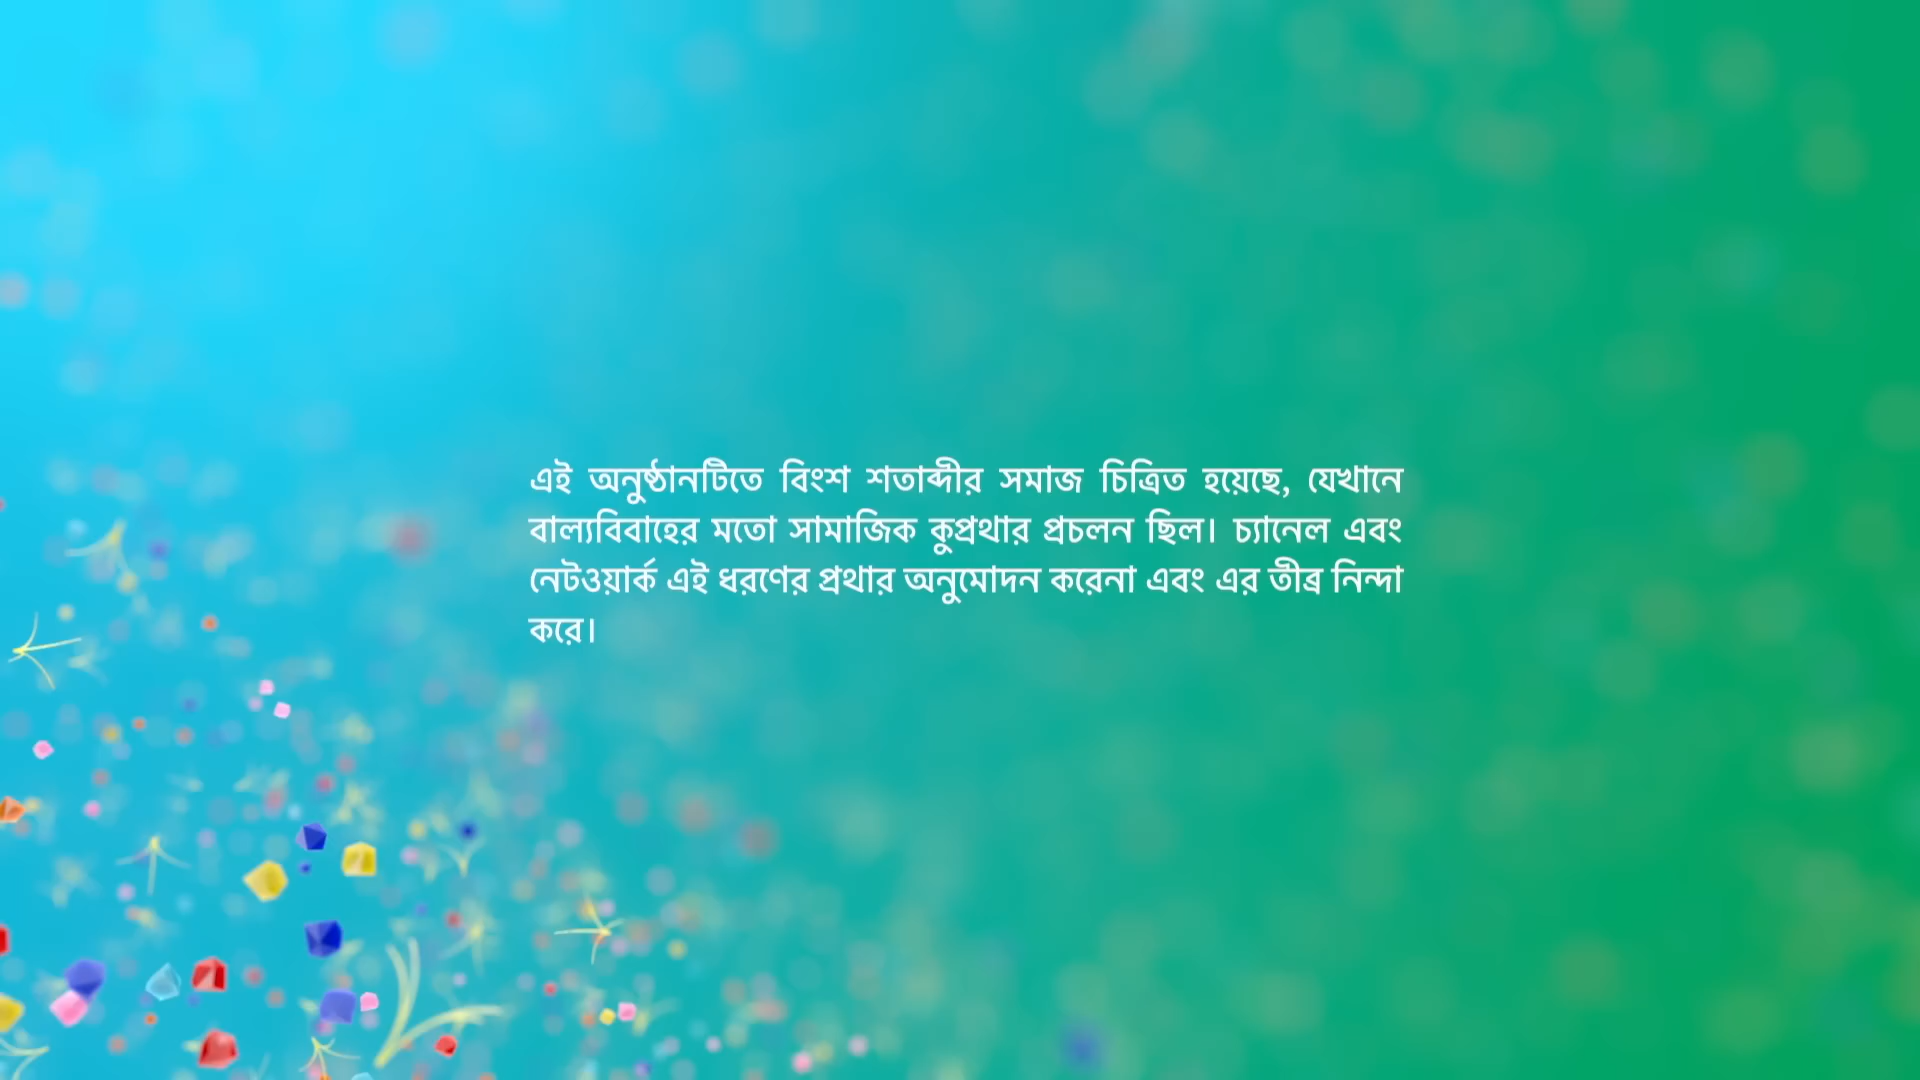 এই অনুষ্ঠানটিতে বিংশ শতাব্দীর সমাজ চিত্রিত হয়েছে, যেখানে
বাল্যবিবাহের মতো সামাজিক কুপ্রথার প্রচলন ছিল। চ্যানেল এবং
নেটওয়ার্ক এই ধরণের প্রথার অনুমোদন করেনা এবং এর তীব্র নিন্দা
করে।